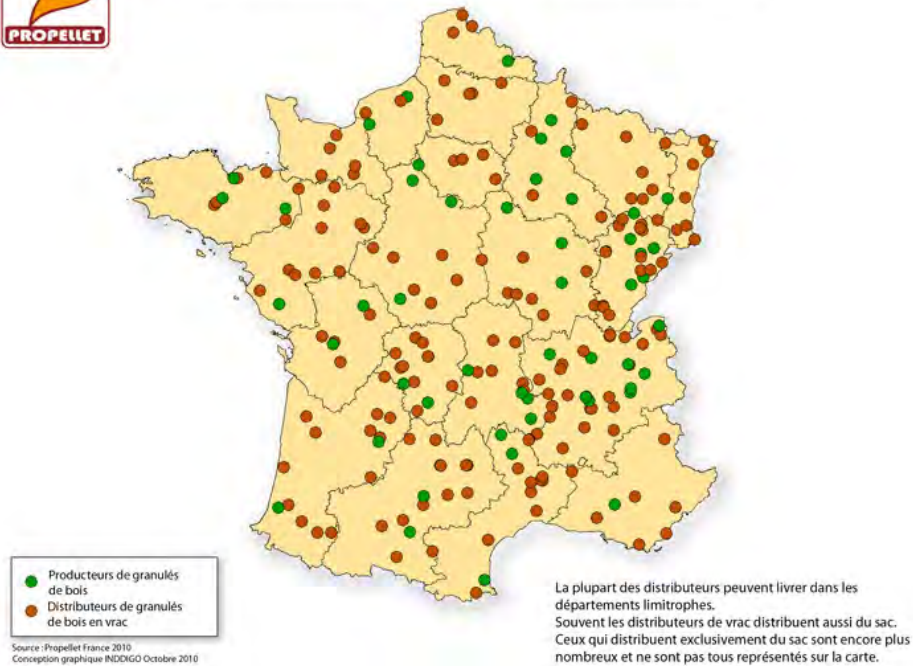 PROPELLET
Producteurs de granulés
de bois
Distributeurs de granulés
de bois en vrac
Source : Propellet France 2010
Conception graphique INDDIGO Octobre 2010
La plupart des distributeurs peuvent livrer dans les
départements limitrophes.
Souvent les distributeurs de vrac distribuent aussi du sac.
Ceux qui distribuent exclusivement du sac sont encore plus
nombreux et ne sont pas tous représentés sur la carte.